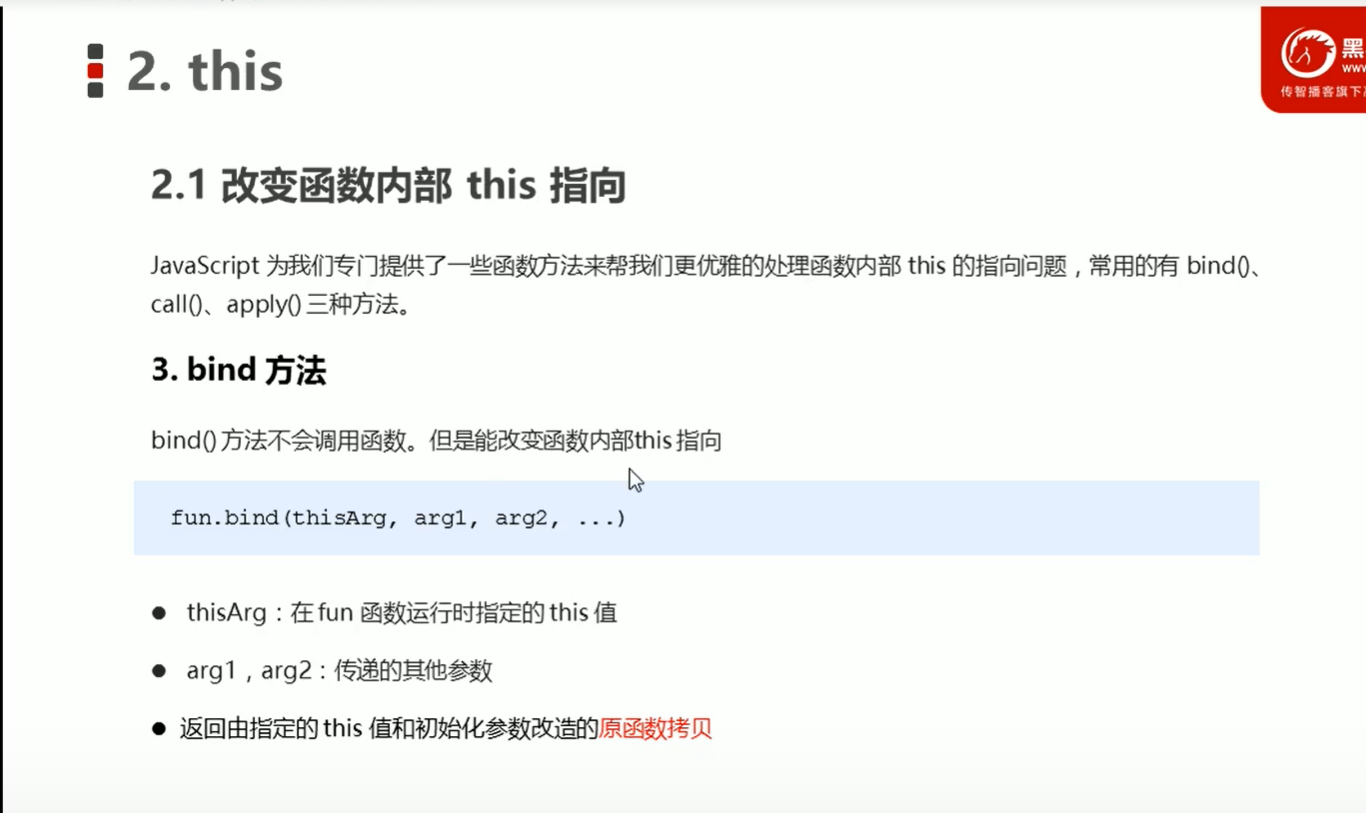 2. this
黑
www
传智播客旗下
2.1 改变函数内部 this 指向
JavaScript 为我们专门提供了一些函数方法来帮我们更优雅的处理函数内部 this 的指向问题，常用的有 bind()、
call()、apply() 三种方法。
3. bind 方法
bind() 方法不会调用函数。但是能改变函数内部this 指向
fun.bind(thisArg, arg1, arg2, ...)
● thisArg：在 fun 函数运行时指定的 this 值
● arg1，arg2：传递的其他参数
● 返回由指定的 this 值和初始化参数改造的原函数拷贝